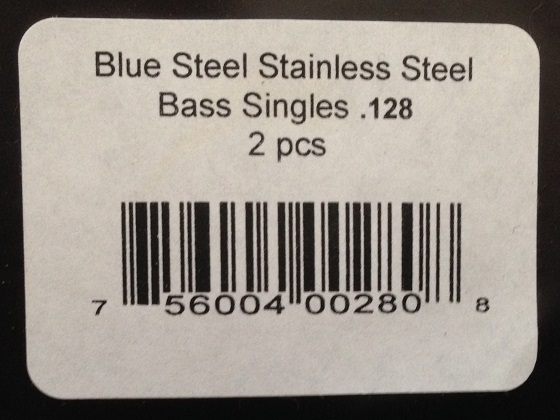 Blue Steel Stainless Steel
Bass Singles .128
2 pcs
7 56004 00280 8